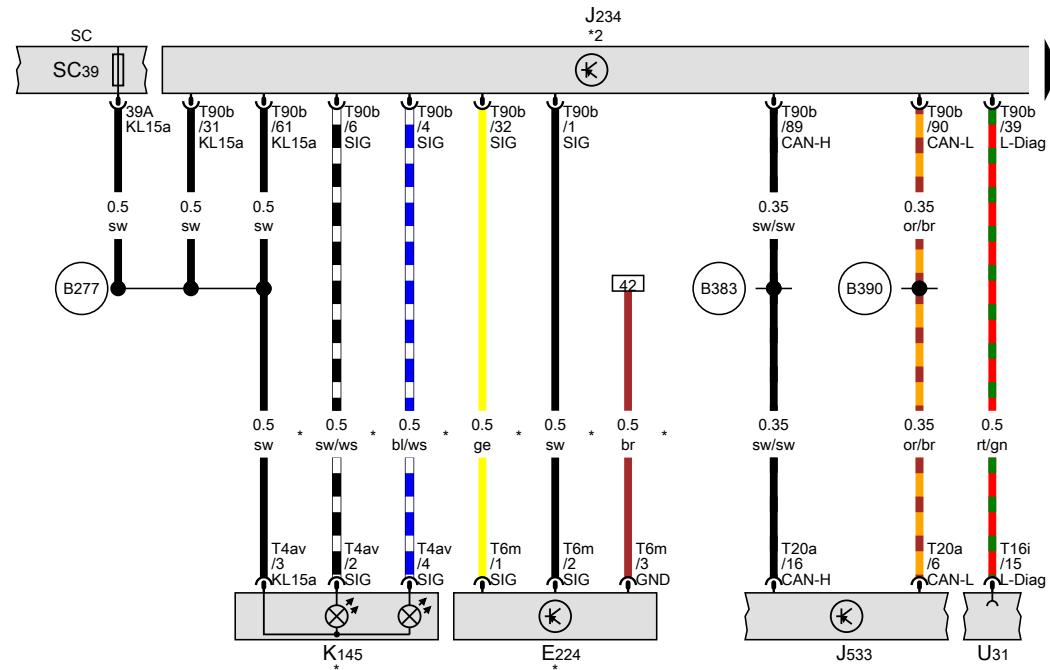 J234
*2
SC
SC39
39A
KL15a
T90b
/31
KL15a
T90b
/61
KL15a
T90b
/6
SIG
T90b
/4
SIG
T90b
/32
SIG
T90b
/1
SIG
T90b
/89
CAN-H
T90b
/90
CAN-L
T90b
/39
L-Diag
0.5
sw
0.5
sw
0.5
sw
0.35
sw/sw
0.35
or/br
B277
42
B383
B390
0.5
sw
*
0.5
sw/ws
*
0.5
bl/ws
*
0.5
ge
*
0.5
sw
*
0.5
br
*
0.35
sw/sw
0.35
or/br
0.5
rt/gn
T4av
/3
KL15a
T4av
/2
SIG
T4av
/4
SIG
T6m
/1
SIG
T6m
/2
SIG
T6m
/3
GND
T20a
/16
CAN-H
T20a
/6
CAN-L
T16i
/15
L-Diag
K145
*
E224
*
J533
U31